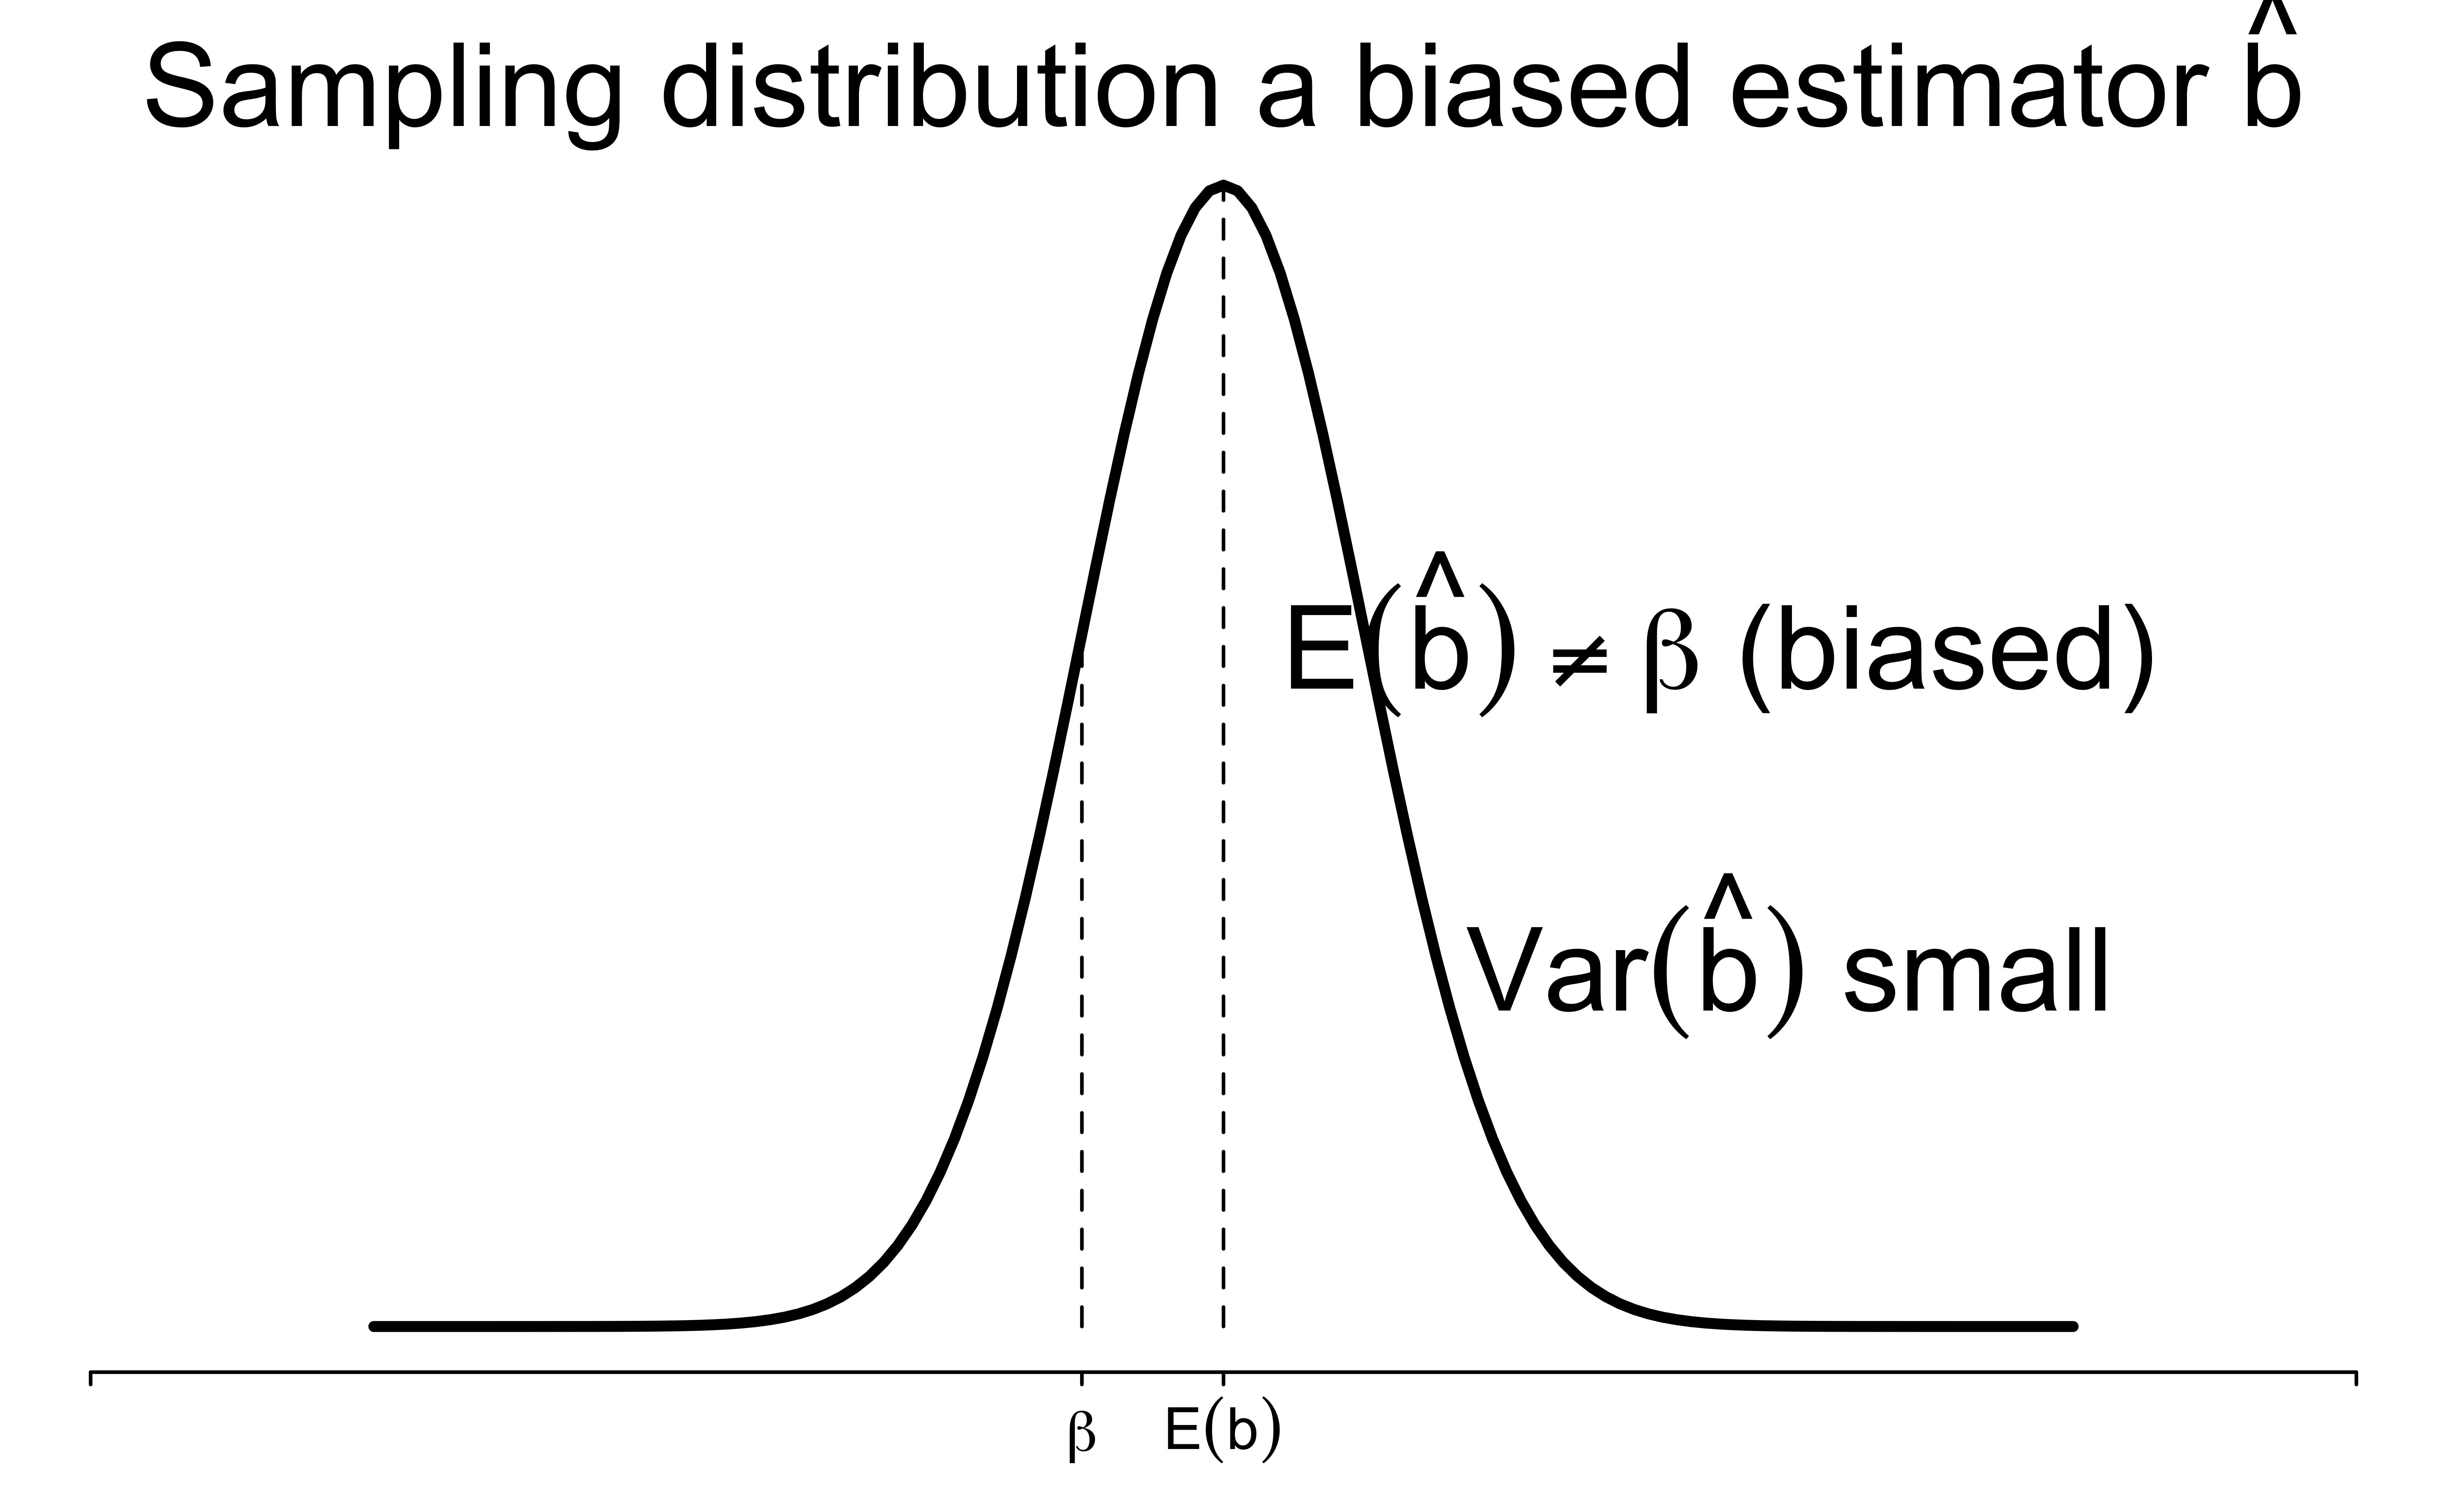 Sampling distribution a biased estimator b̂
E(b̂) ≠ β (biased)
Var(b̂) small
β E(b)